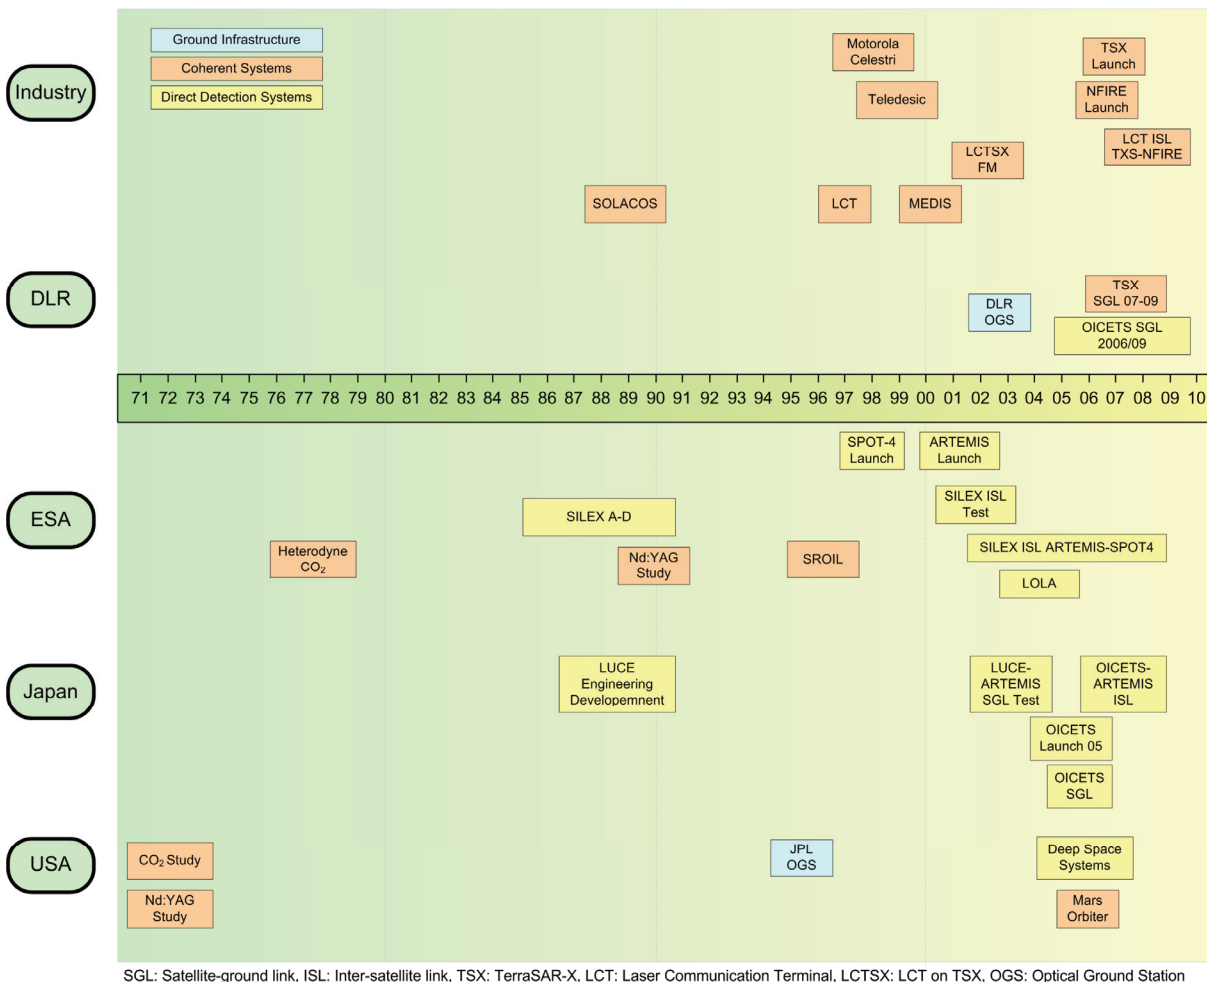 Ground Infrastructure
Coherent Systems
Direct Detection Systems
Industry
Motorola
Celestri
TSX
Launch
Teledesic
NFIRE
Launch
LCTSX
FM
LCT ISL
TXS-NFIRE
SOLACOS
LCT
MEDIS
DLR
DLR
OGS
TSX
SGL 07-09
OICETS SGL
2006/09
71 72 73 74 75 76 77 78 79 80 81 82 83 84 85 86 87 88 89 90 91 92 93 94 95 96 97 98 99 00 01 02 03 04 05 06 07 08 09 10
ESA
SPOT-4
Launch
ARTEMIS
Launch
SILEX A-D
SILEX ISL
Test
Heterodyne
CO₂
Nd:YAG
Study
SROIL
SILEX ISL ARTEMIS-SPOT4
LOLA
Japan
LUCE
Engineering
Developemnent
LUCE-
ARTEMIS
SGL Test
OICETS-
ARTEMIS
ISL
OICETS
Launch 05
OICETS
SGL
USA
CO₂ Study
JPL
OGS
Deep Space
Systems
Nd:YAG
Study
Mars
Orbiter
SGL: Satellite-ground link, ISL: Inter-satellite link, TSX: TerraSAR-X, LCT: Laser Communication Terminal, LCTSX: LCT on TSX, OGS: Optical Ground Station